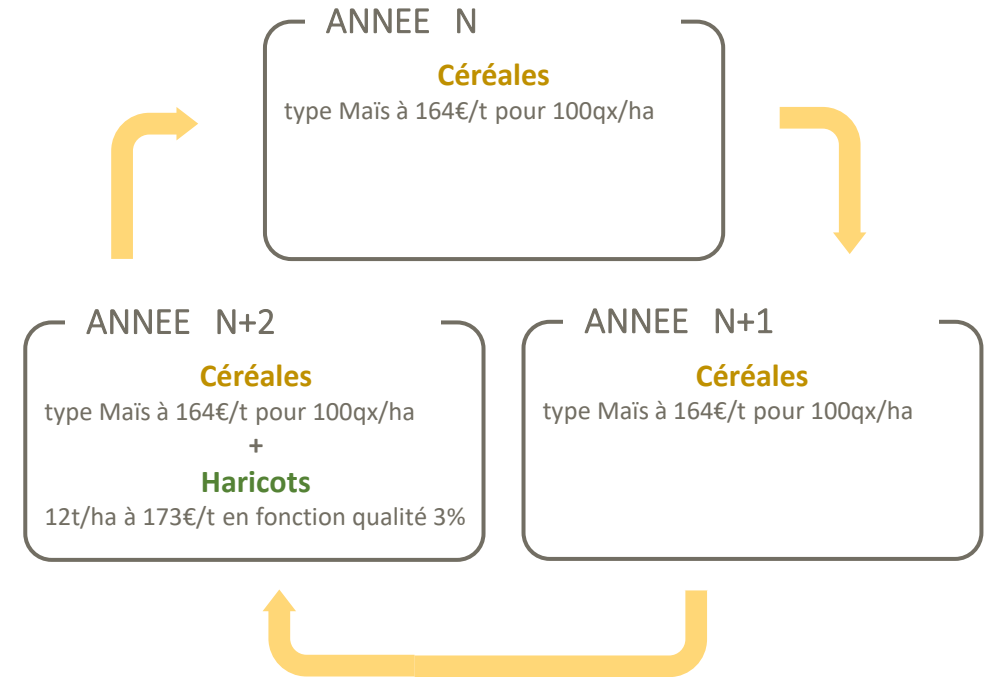 ANNEE N
Céréales
type Maïs à 164€/t pour 100qx/ha
ANNEE N+2
Céréales
type Maïs à 164€/t pour 100qx/ha
+
Haricots
12t/ha à 173€/t en fonction qualité 3%
ANNEE N+1
Céréales
type Maïs à 164€/t pour 100qx/ha